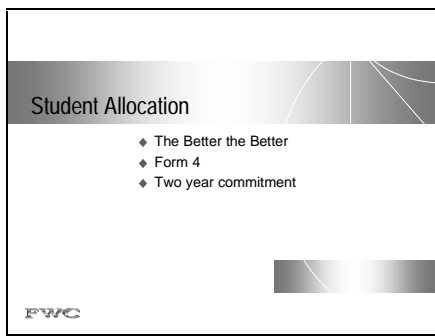 Student Allocation
The Better the Better
Form 4
Two year commitment
FWC